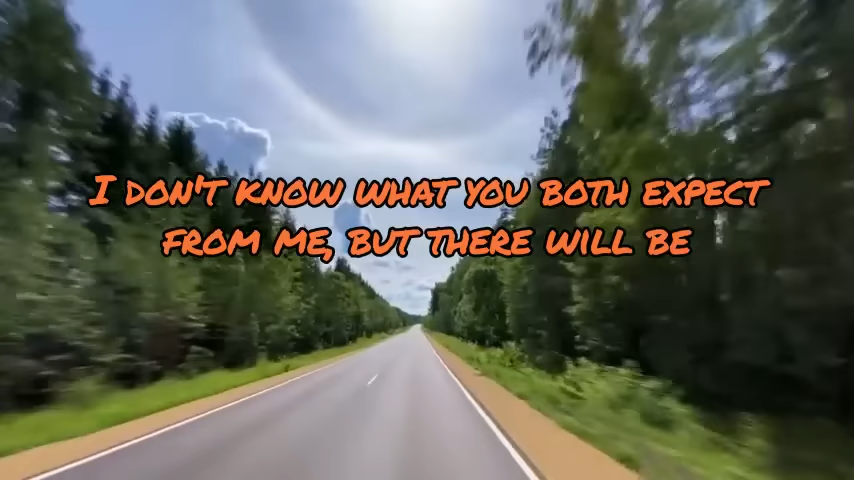 I DON'T KNOW WHAT YOU BOTH EXPECT
FROM ME, BUT THERE WILL BE